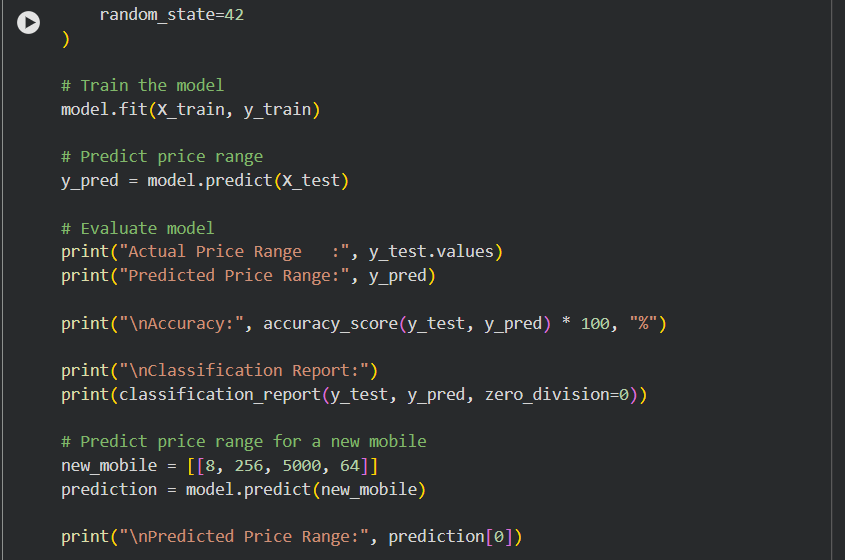 random_state=42
)
# Train the model
model.fit(X_train, y_train)
# Predict price range
y_pred = model.predict(X_test)
# Evaluate model
print("Actual Price Range   :", y_test.values)
print("Predicted Price Range:", y_pred)
print("\nAccuracy:", accuracy_score(y_test, y_pred) * 100, "%")
print("\nClassification Report:")
print(classification_report(y_test, y_pred, zero_division=0))
# Predict price range for a new mobile
new_mobile = [[8, 256, 5000, 64]]
prediction = model.predict(new_mobile)
print("\nPredicted Price Range:", prediction[0])